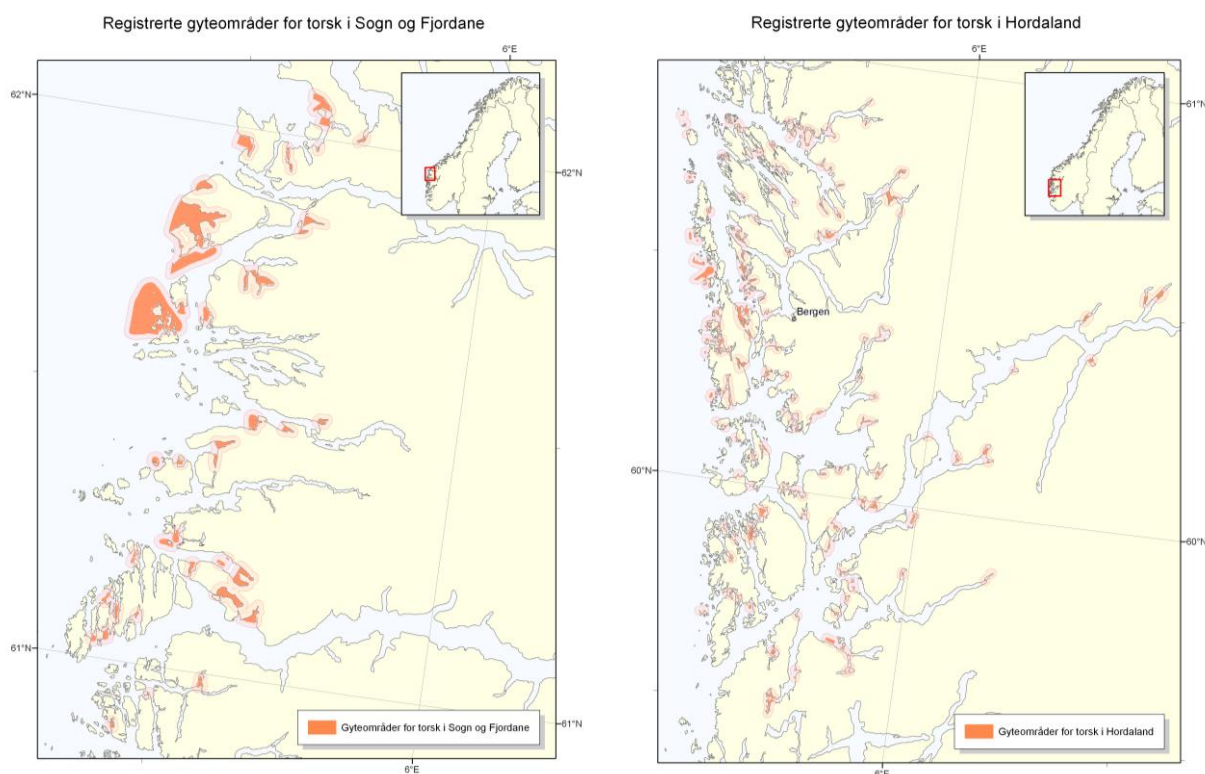 Registrerte gyteområder for torsk i Sogn og Fjordane
6°E
62°N
62°N
61°N
61°N
6°E
Gyteområder for torsk i Sogn og Fjordane
Registrerte gyteområder for torsk i Hordaland
6°E
61°N
Bergen
60°N
60°N
6°E
Gyteområder for torsk i Hordaland